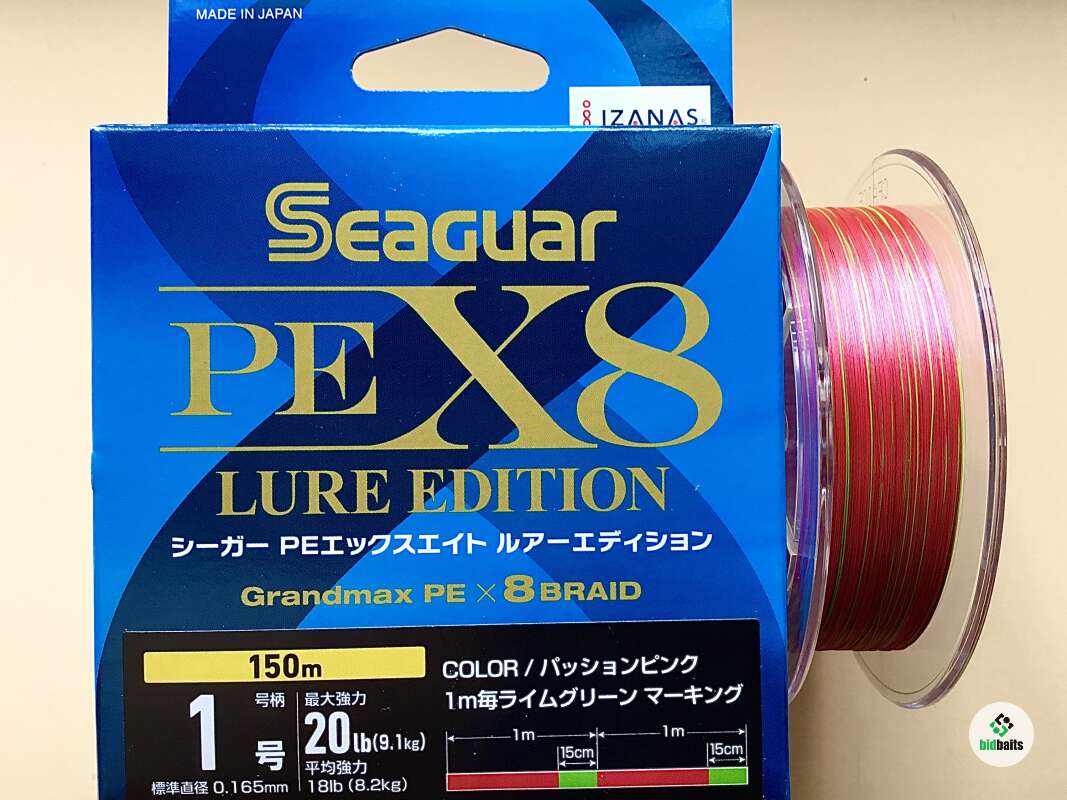 MADE IN JAPAN
IZANAS
Seaguar
PEX8
LURE EDITION
シーガー PEエックスエイト ルアーエディション
Grandmax PE × 8 BRAID
150m
1 号
号柄
標準直径 0.165mm
最大強力
20lb(9.1kg)
平均強力
18lb (8.2kg)
COLOR / パッションピンク
1m毎ライムグリーン マーキング
1m 1m
15cm 15cm
bidbaits